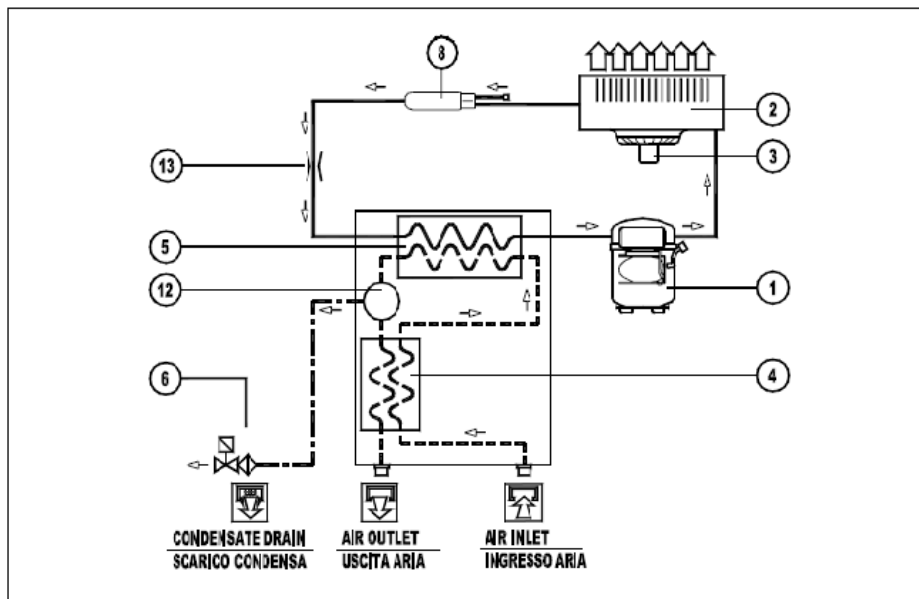 8
2
3
13
5
12
1
4
6
CONDENSATE DRAIN
SCARICO CONDENSA
AIR OUTLET
USCITA ARIA
AIR INLET
INGRESSO ARIA